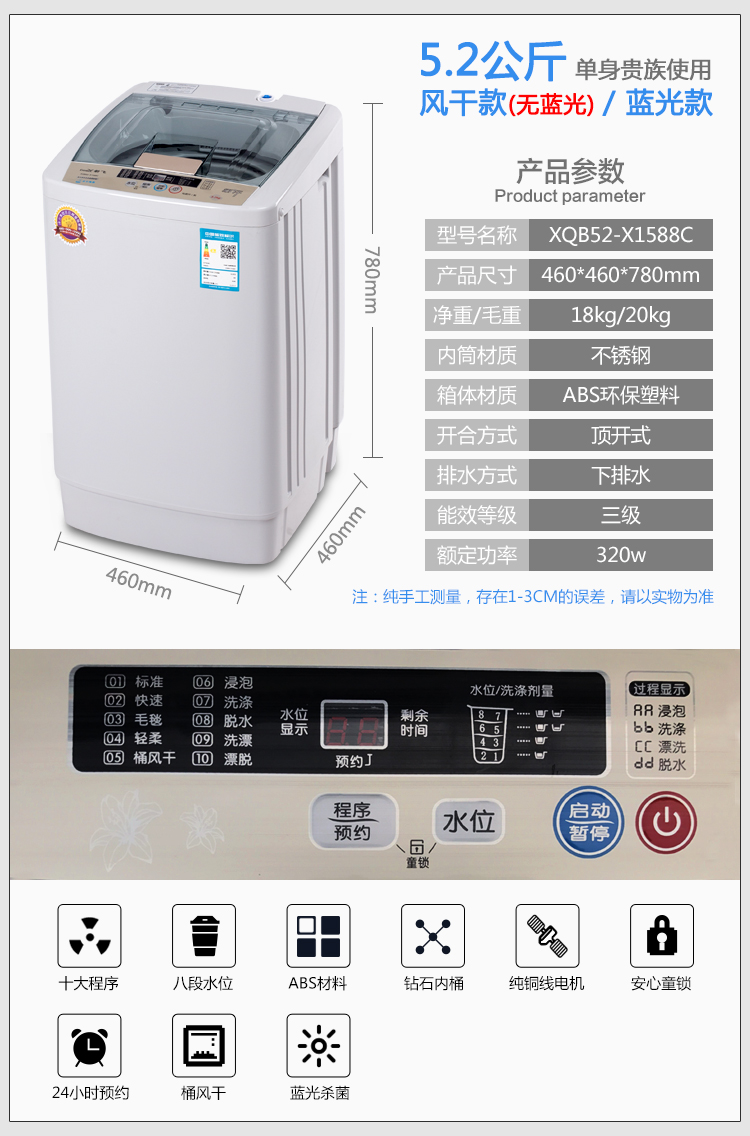 5.2公斤 单身贵族使用
风干款(无蓝光) / 蓝光款
产品参数
Product parameter
型号名称 XQB52-X1588C
产品尺寸 460*460*780mm
净重/毛重 18kg/20kg
内筒材质 不锈钢
箱体材质 ABS环保塑料
开合方式 顶开式
排水方式 下排水
能效等级 三级
额定功率 320w
注：纯手工测量，存在1-3CM的误差，请以实物为准
780mm
460mm
460mm
01 标准 06 浸泡
02 快速 07 洗涤
03 毛毯 08 脱水
04 轻柔 09 洗漂
05 桶风干 10 漂脱
水位显示
88
剩余时间
预约
水位/洗涤剂量
8 7
6 5
4 3
2 1
过程显示
AA 浸泡
bb 洗涤
CC 漂洗
dd 脱水
程序
预约
水位
童锁
启动
暂停
十大程序 八段水位 ABS材料 钻石内桶 纯铜线电机 安心童锁
24小时预约 桶风干 蓝光杀菌